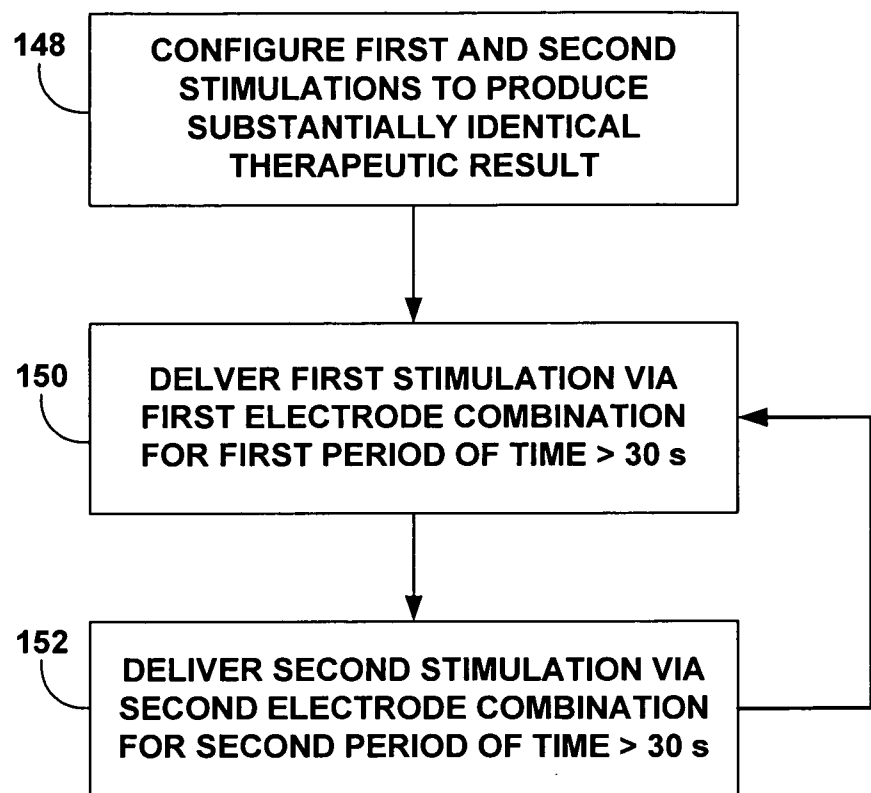 148
CONFIGURE FIRST AND SECOND
STIMULATIONS TO PRODUCE
SUBSTANTIALLY IDENTICAL
THERAPEUTIC RESULT
150
DELVER FIRST STIMULATION VIA
FIRST ELECTRODE COMBINATION
FOR FIRST PERIOD OF TIME > 30 s
152
DELIVER SECOND STIMULATION VIA
SECOND ELECTRODE COMBINATION
FOR SECOND PERIOD OF TIME > 30 s